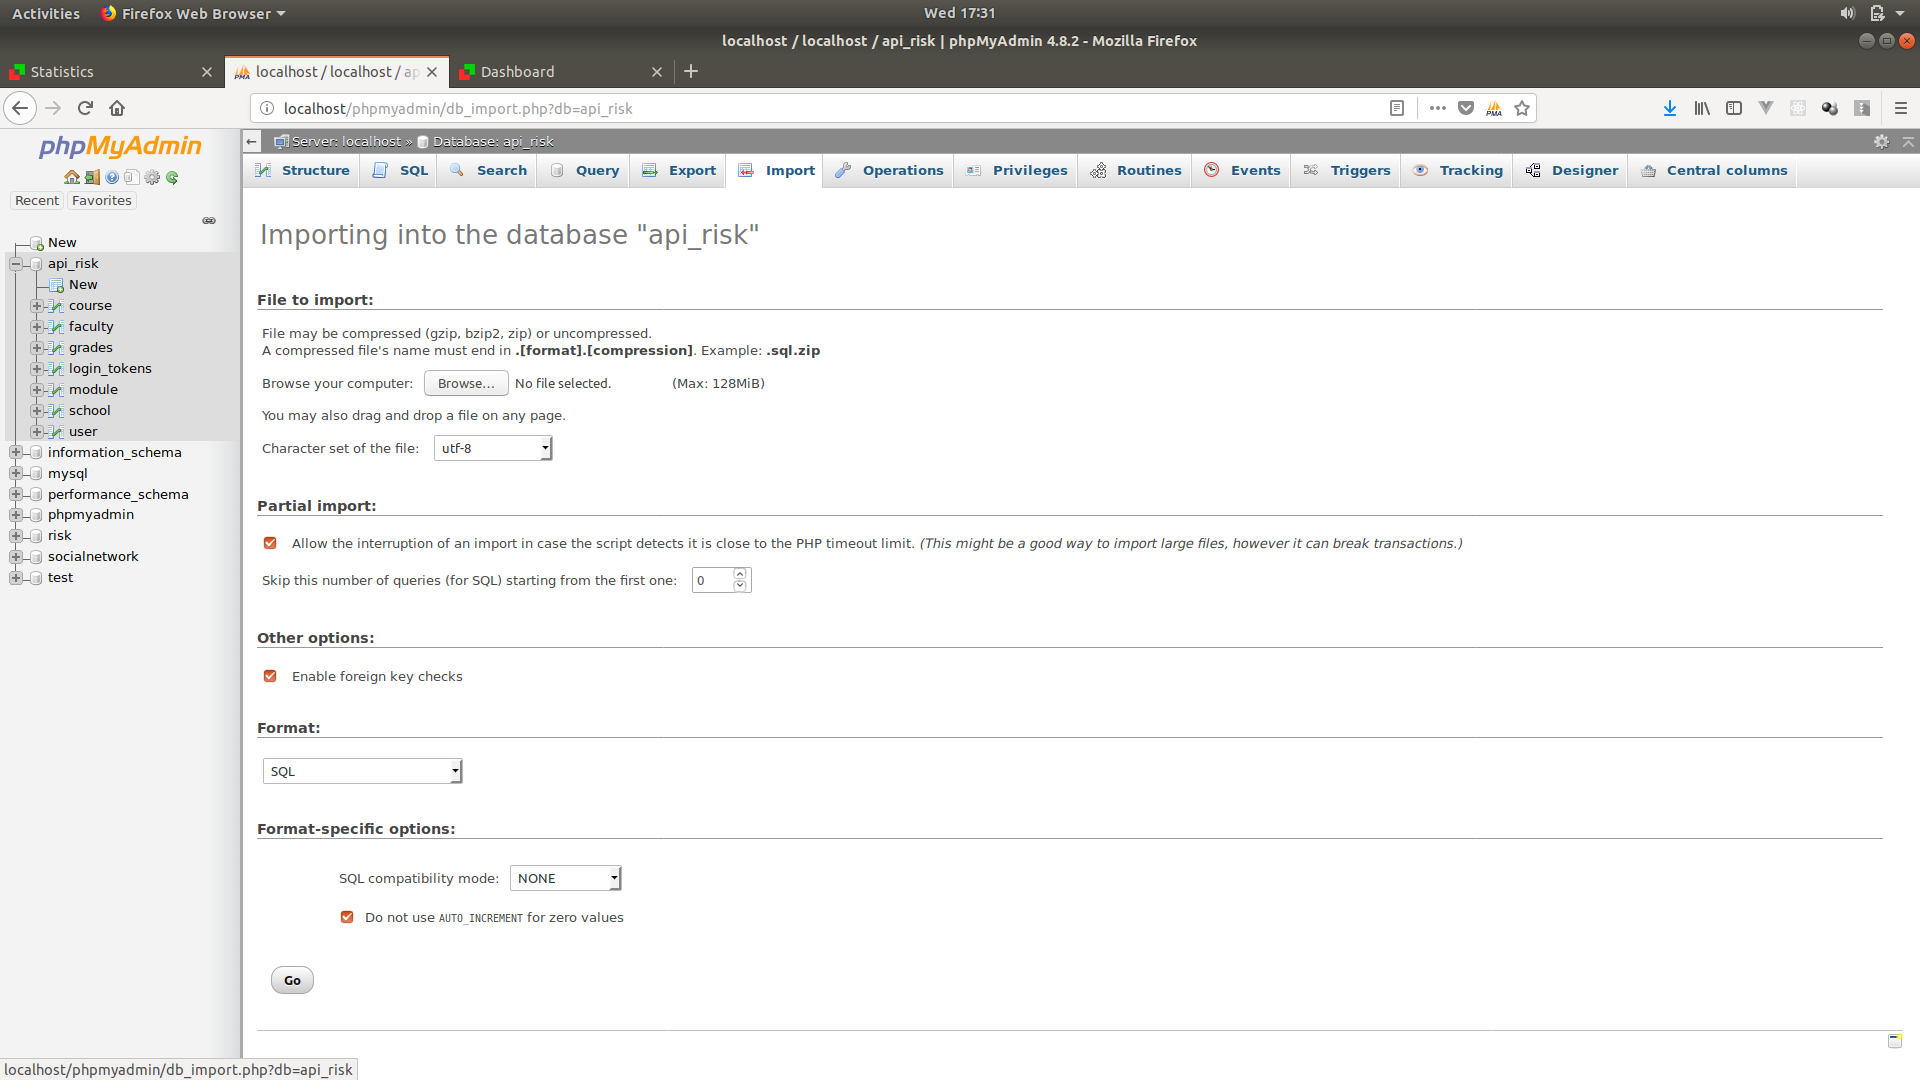 Activities Firefox Web Browser Wed 17:31
localhost / localhost / api_risk | phpMyAdmin 4.8.2 - Mozilla Firefox
Statistics localhost / localhost / ap Dashboard
localhost/phpmyadmin/db_import.php?db=api_risk
phpMyAdmin
Recent Favorites
New
api_risk
New
course
faculty
grades
login_tokens
module
school
user
information_schema
mysql
performance_schema
phpmyadmin
risk
socialnetwork
test
Server: localhost » Database: api_risk
Structure SQL Search Query Export Import Operations Privileges Routines Events Triggers Tracking Designer Central columns
Importing into the database "api_risk"
File to import:
File may be compressed (gzip, bzip2, zip) or uncompressed.
A compressed file's name must end in .[format].[compression]. Example: .sql.zip
Browse your computer: Browse... No file selected. (Max: 128MiB)
You may also drag and drop a file on any page.
Character set of the file: utf-8
Partial import:
Allow the interruption of an import in case the script detects it is close to the PHP timeout limit. (This might be a good way to import large files, however it can break transactions.)
Skip this number of queries (for SQL) starting from the first one: 0
Other options:
Enable foreign key checks
Format:
SQL
Format-specific options:
SQL compatibility mode: NONE
Do not use AUTO_INCREMENT for zero values
Go
localhost/phpmyadmin/db_import.php?db=api_risk